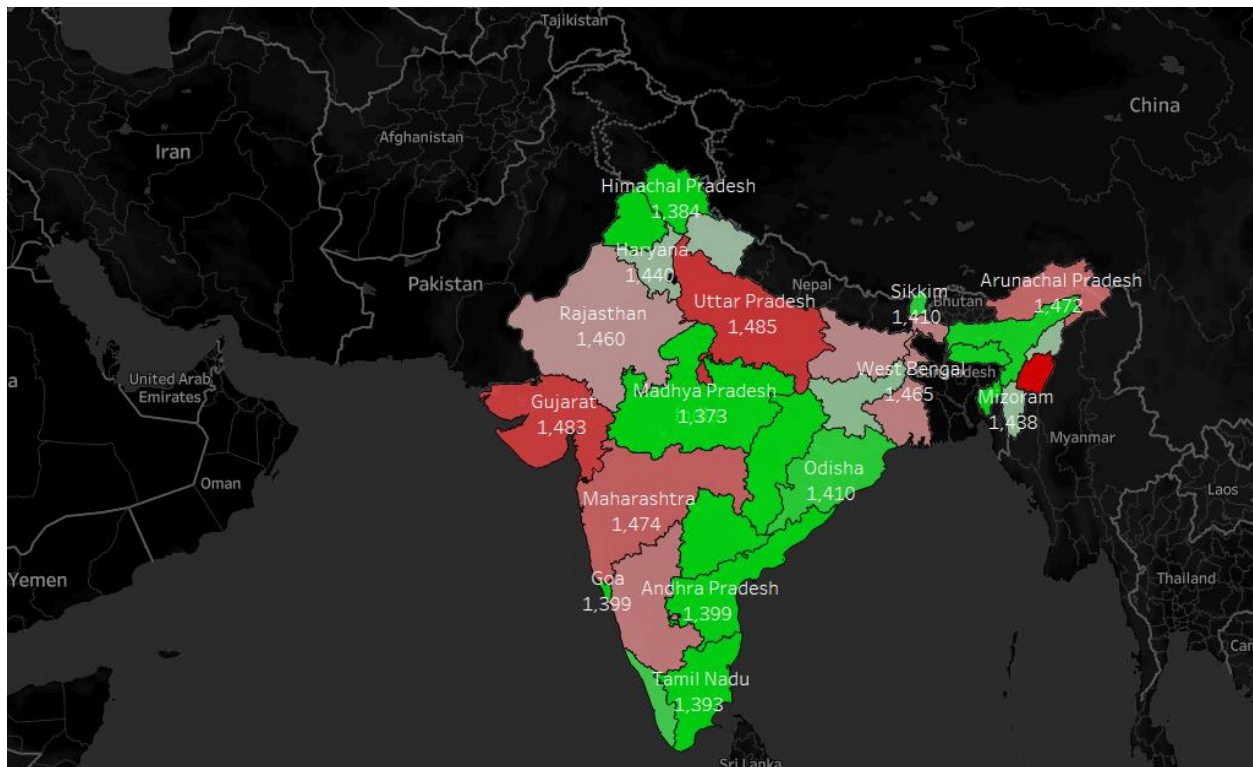 Tajikistan
China
Afghanistan
Iran
Himachal Pradesh
1,384
Haryana
1,440
Pakistan
Nepal
Sikkim
1,410
Bhutan
Arunachal Pradesh
1,472
Rajasthan
1,460
Uttar Pradesh
1,485
United Arab
Emirates
Gujarat
1,483
Madhya Pradesh
1,373
West Bengal
1,465
Mizoram
1,438
Myanmar
Oman
Odisha
1,410
Laos
Maharashtra
1,474
Yemen
Goa
1,399
Andhra Pradesh
1,399
Thailand
Tamil Nadu
1,393
Sri Lanka